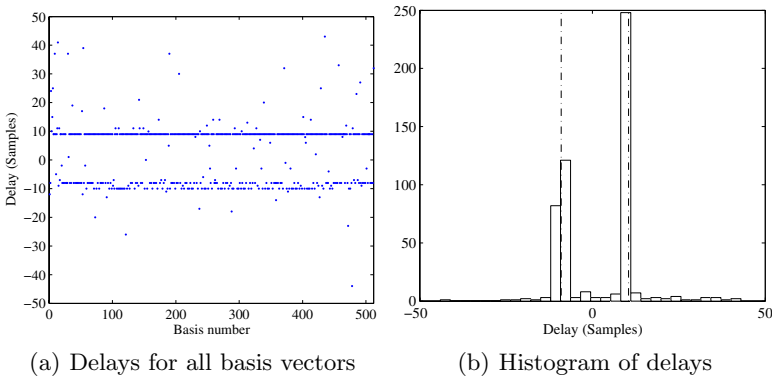 50
40
30
20
10
0
−10
−20
−30
−40
−50
Delay (Samples)
0 100 200 300 400 500
Basis number
(a) Delays for all basis vectors
250
200
150
100
50
0
−50 0 50
Delay (Samples)
(b) Histogram of delays